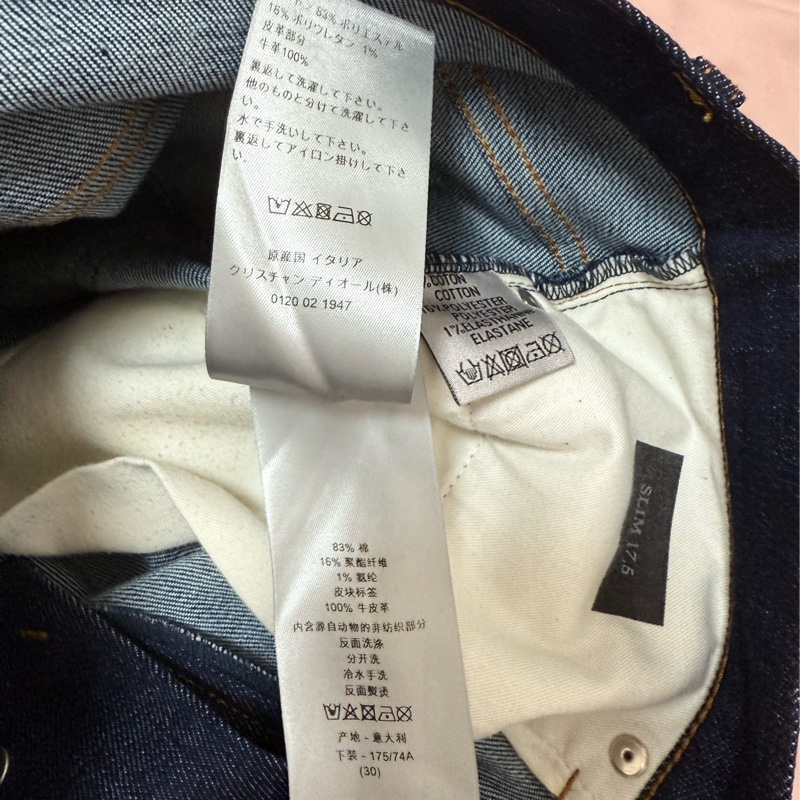 83% ポリエステル
16% ポリウレタン 1%
皮革部分
牛革100%
裏返して洗濯して下さい。
他のものと分けて洗濯して下さ
い。
水で手洗いして下さい。
裏返してアイロン掛けして下さ
い.
原産国 イタリア
クリスチャン ディオール(株)
0120 02 1947
COTON
COTTON
POLYESTER
POLYESTER
1% ELASTHANNE
ELASTANE
SLIM 17.5
83% 棉
16% 聚酯纤维
1% 氨纶
皮块标签
100% 牛皮革
内含源自动物的非纺织部分
反面洗涤
分开洗
冷水手洗
反面熨烫
产地 - 意大利
下装 - 175/74A
(30)